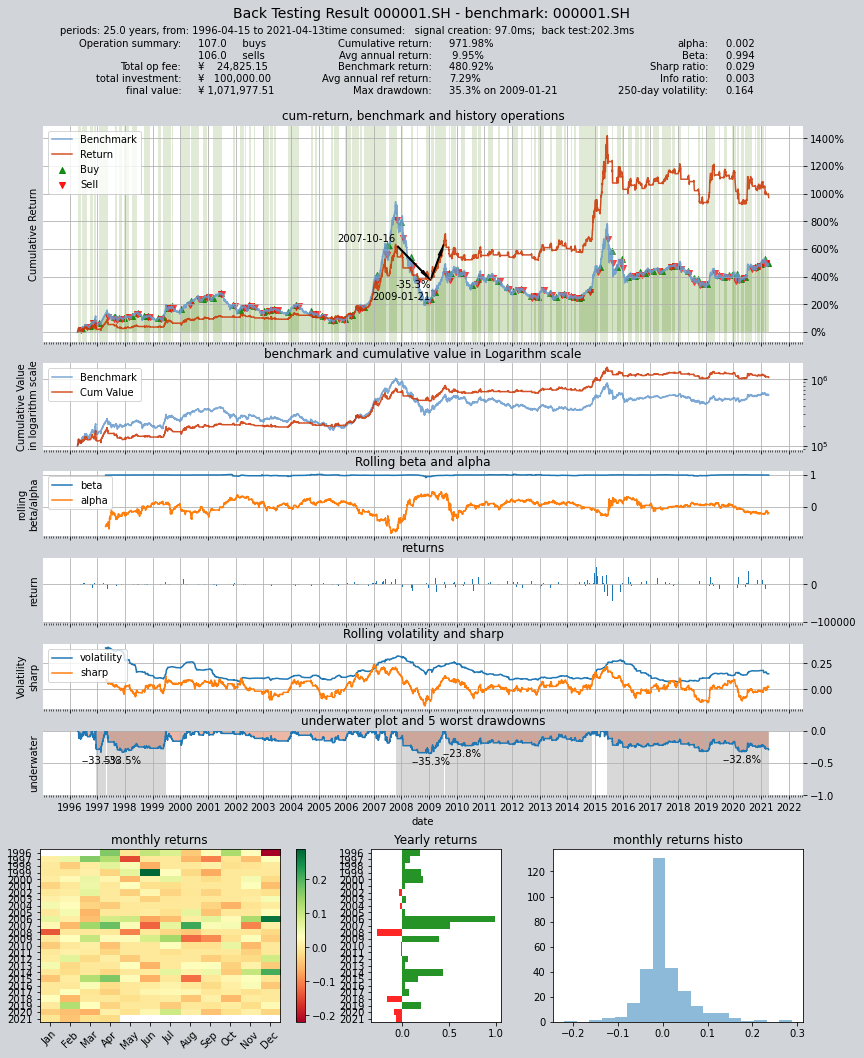 Back Testing Result 000001.SH - benchmark: 000001.SH
periods: 25.0 years, from: 1996-04-15 to 2021-04-13time consumed:   signal creation: 97.0ms;  back test:202.3ms
Operation summary: 107.0 buys Cumulative return: 971.98% alpha: 0.002
106.0 sells Avg annual return: 9.95% Beta: 0.994
Total op fee: ¥ 24,825.15 Benchmark return: 480.92% Sharp ratio: 0.029
total investment: ¥ 100,000.00 Avg annual ref return: 7.29% Info ratio: 0.003
final value: ¥ 1,071,977.51 Max drawdown: 35.3% on 2009-01-21 250-day volatility: 0.164
cum-return, benchmark and history operations
Cumulative Return
Benchmark
Return
Buy
Sell
2007-10-16
-35.3%
2009-01-21
1400%
1200%
1000%
800%
600%
400%
200%
0%
benchmark and cumulative value in Logarithm scale
Cumulative Value
in logarithm scale
Benchmark
Cum Value
10⁶
10⁵
Rolling beta and alpha
rolling
beta/alpha
beta
alpha
1
0
returns
return
0
−100000
Rolling volatility and sharp
Volatility
sharp
volatility
sharp
0.25
0.00
underwater plot and 5 worst drawdowns
underwater
−33.5%
−35.3%
−23.8%
−32.8%
0.0
−0.5
−1.0
1996 1997 1998 1999 2000 2001 2002 2003 2004 2005 2006 2007 2008 2009 2010 2011 2012 2013 2014 2015 2016 2017 2018 2019 2020 2021 2022
date
monthly returns
1996
1997
1998
1999
2000
2001
2002
2003
2004
2005
2006
2007
2008
2009
2010
2011
2012
2013
2014
2015
2016
2017
2018
2019
2020
2021
Jan Feb Mar Apr May Jun Jul Aug Sep Oct Nov Dec
0.2
0.1
0.0
−0.1
−0.2
Yearly returns
1996
1997
1998
1999
2000
2001
2002
2003
2004
2005
2006
2007
2008
2009
2010
2011
2012
2013
2014
2015
2016
2017
2018
2019
2020
2021
0.0 0.5 1.0
monthly returns histo
120
100
80
60
40
20
0
−0.2 −0.1 0.0 0.1 0.2 0.3